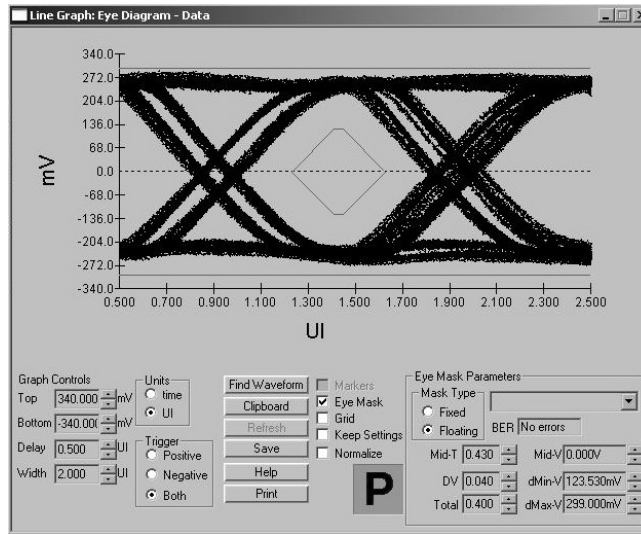 Line Graph: Eye Diagram - Data
340.0
272.0
204.0
136.0
68.0
0.0
-68.0
-136.0
-204.0
-272.0
-340.0
mV
0.500 0.700 0.900 1.100 1.300 1.500 1.700 1.900 2.100 2.300 2.500
UI
Graph Controls
Top 340.000 mV
Bottom -340.000 mV
Delay 0.500 UI
Width 2.000 UI
Units
time
UI
Trigger
Positive
Negative
Both
Find Waveform
Clipboard
Refresh
Save
Help
Print
Markers
Eye Mask
Grid
Keep Settings
Normalize
P
Eye Mask Parameters
Mask Type
Fixed
Floating
BER No errors
Mid-T 0.430 Mid-V 0.000V
DV 0.040 dMin-V 123.530mV
Total 0.400 dMax-V 299.000mV